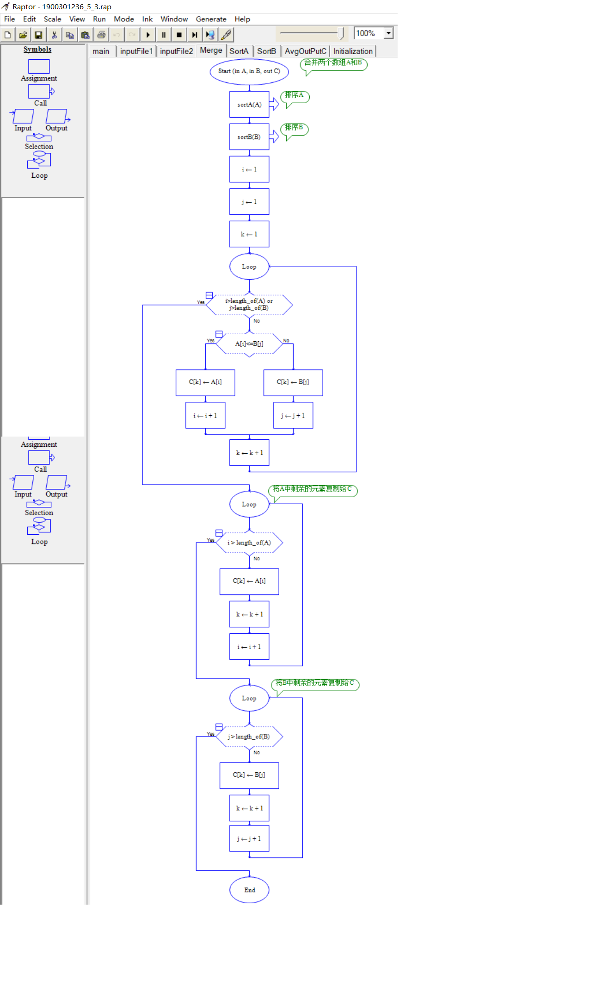 Raptor - 1900301236_5_3.rap
File Edit Scale View Run Mode Ink Window Generate Help
100%
Symbols
Assignment
Call
Input Output
Selection
Loop
main inputFile1 inputFile2 Merge SortA SortB AvgOutPutC Initialization
Start (in A, in B, out C)
合并两个数组A和B
sortA(A)
排序A
sortB(B)
排序B
i ← 1
j ← 1
k ← 1
Loop
i>length_of(A) or
j>length_of(B)
Yes
No
A[i]<=B[j]
Yes
No
C[k] ← A[i]
C[k] ← B[j]
i ← i + 1
j ← j + 1
k ← k + 1
Assignment
Call
Input Output
Selection
Loop
Loop
将A中剩余的元素复制给C
i > length_of(A)
Yes
No
C[k] ← A[i]
k ← k + 1
i ← i + 1
Loop
将B中剩余的元素复制给C
j > length_of(B)
Yes
No
C[k] ← B[j]
k ← k + 1
j ← j + 1
End